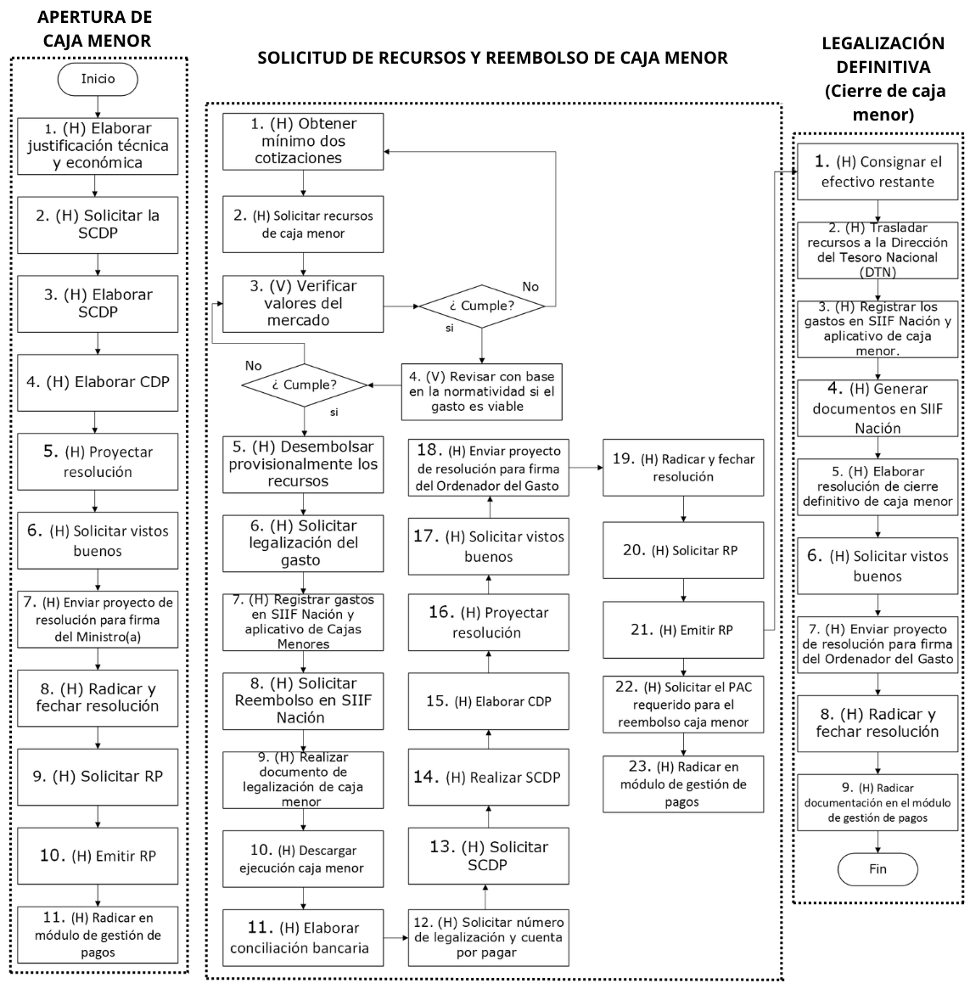 APERTURA DE
CAJA MENOR
Inicio
1. (H) Elaborar
justificación técnica
y económica
2. (H) Solicitar la
SCDP
3. (H) Elaborar
SCDP
4. (H) Elaborar CDP
5. (H) Proyectar
resolución
6. (H) Solicitar vistos
buenos
7. (H) Enviar proyecto de
resolución para firma
del Ministro(a)
8. (H) Radicar y
fechar resolución
9. (H) Solicitar RP
10. (H) Emitir RP
11. (H) Radicar en
módulo de gestión de
pagos
SOLICITUD DE RECURSOS Y REEMBOLSO DE CAJA MENOR
1. (H) Obtener
mínimo dos
cotizaciones
2. (H) Solicitar recursos
de caja menor
3. (V) Verificar
valores del
mercado
¿ Cumple?
No
si
4. (V) Revisar con base
en la normatividad si el
gasto es viable
¿ Cumple?
No
si
5. (H) Desembolsar
provisionalmente los
recursos
6. (H) Solicitar
legalización del
gasto
7. (H) Registrar gastos
en SIIF Nación y
aplicativo de Cajas
Menores
8. (H) Solicitar
Reembolso en SIIF
Nación
9. (H) Realizar
documento de
legalización de caja
menor
10. (H) Descargar
ejecución caja menor
11. (H) Elaborar
conciliación bancaria
12. (H) Solicitar número
de legalización y cuenta
por pagar
13. (H) Solicitar
SCDP
14. (H) Realizar SCDP
15. (H) Elaborar CDP
16. (H) Proyectar
resolución
17. (H) Solicitar vistos
buenos
18. (H) Enviar proyecto
de resolución para firma
del Ordenador del Gasto
19. (H) Radicar y fechar
resolución
20. (H) Solicitar RP
21. (H) Emitir RP
22. (H) Solicitar el PAC
requerido para el
reembolso caja menor
23. (H) Radicar en
módulo de gestión de
pagos
LEGALIZACIÓN
DEFINITIVA
(Cierre de caja
menor)
1. (H) Consignar el
efectivo restante
2. (H) Trasladar
recursos a la Dirección
del Tesoro Nacional
(DTN)
3. (H) Registrar los
gastos en SIIF Nación y
aplicativo de caja
menor.
4. (H) Generar
documentos en SIIF
Nación
5. (H) Elaborar
resolución de cierre
definitivo de caja menor
6. (H) Solicitar vistos
buenos
7. (H) Enviar proyecto
de resolución para firma
del Ordenador del Gasto
8. (H) Radicar y
fechar resolución
9. (H) Radicar
documentación en el módulo
de gestión de pagos
Fin